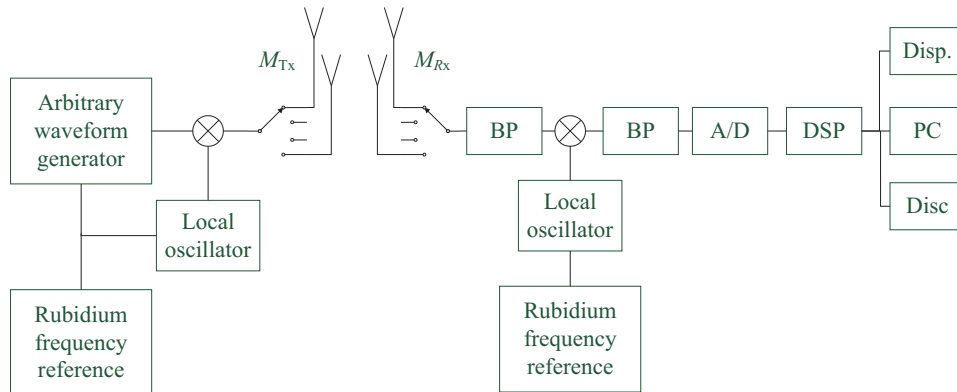 M_Tx
M_Rx
Arbitrary
waveform
generator
Local
oscillator
Rubidium
frequency
reference
BP
BP
A/D
DSP
Disp.
PC
Disc
Local
oscillator
Rubidium
frequency
reference